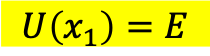 U(x₁) = E